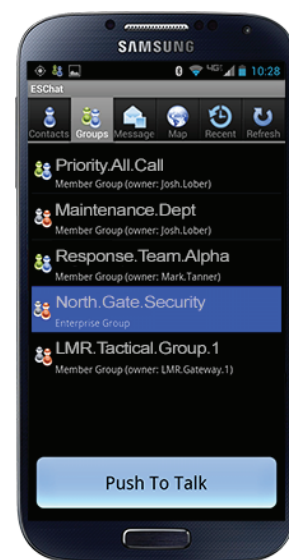 SAMSUNG
4G 10:28
ESChat
Contacts Groups Message Map Recent Refresh
Priority.All.Call
Member Group (owner: Josh.Lober)
Maintenance.Dept
Member Group (owner: Josh.Lober)
Response.Team.Alpha
Member Group (owner: Mark.Tanner)
North.Gate.Security
Enterprise Group
LMR.Tactical.Group.1
Member Group (owner: LMR.Gateway.1)
Push To Talk